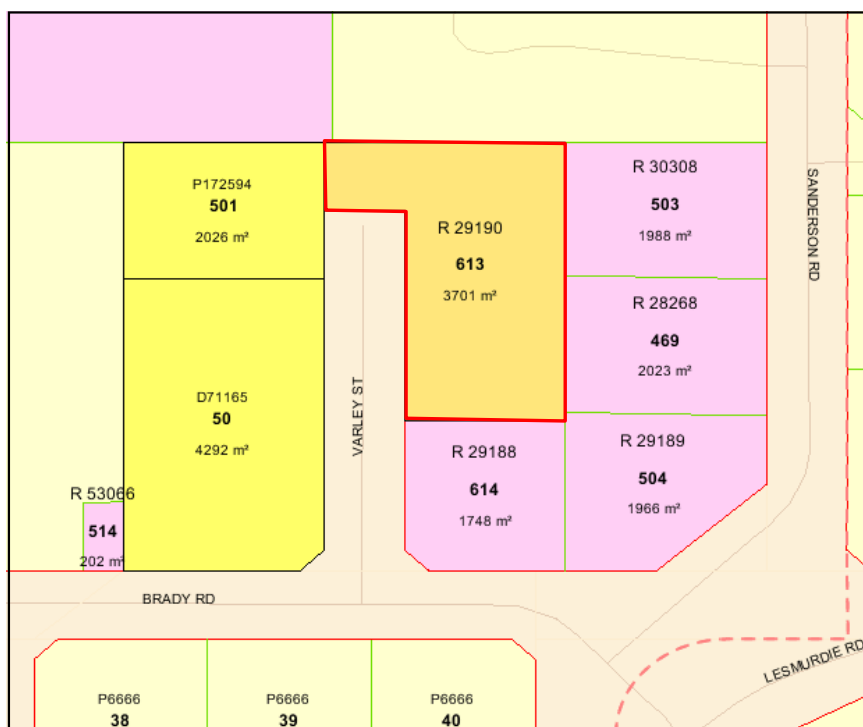 P172594
501
2026 m²
R 29190
613
3701 m²
R 30308
503
1988 m²
SANDERSON RD
R 28268
469
2023 m²
D71165
50
4292 m²
VARLEY ST
R 29188
614
1748 m²
R 29189
504
1966 m²
R 53066
514
202 m²
BRADY RD
LESMURDIE RD
P6666
38
P6666
39
P6666
40